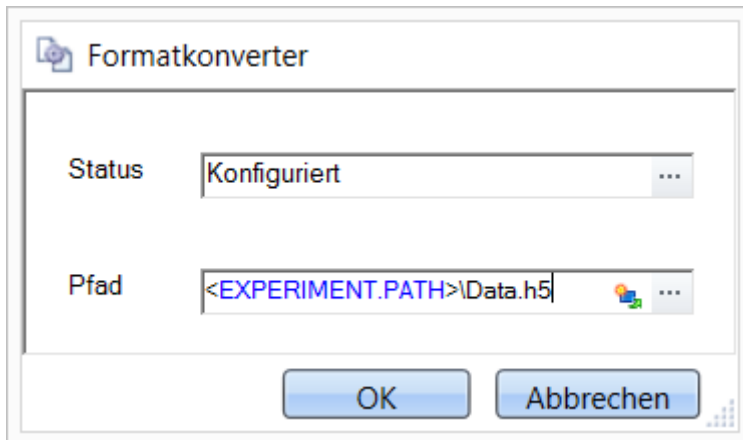 Formatkonverter
Status Konfiguriert ...
Pfad <EXPERIMENT.PATH>\Data.h5 ...
OK Abbrechen